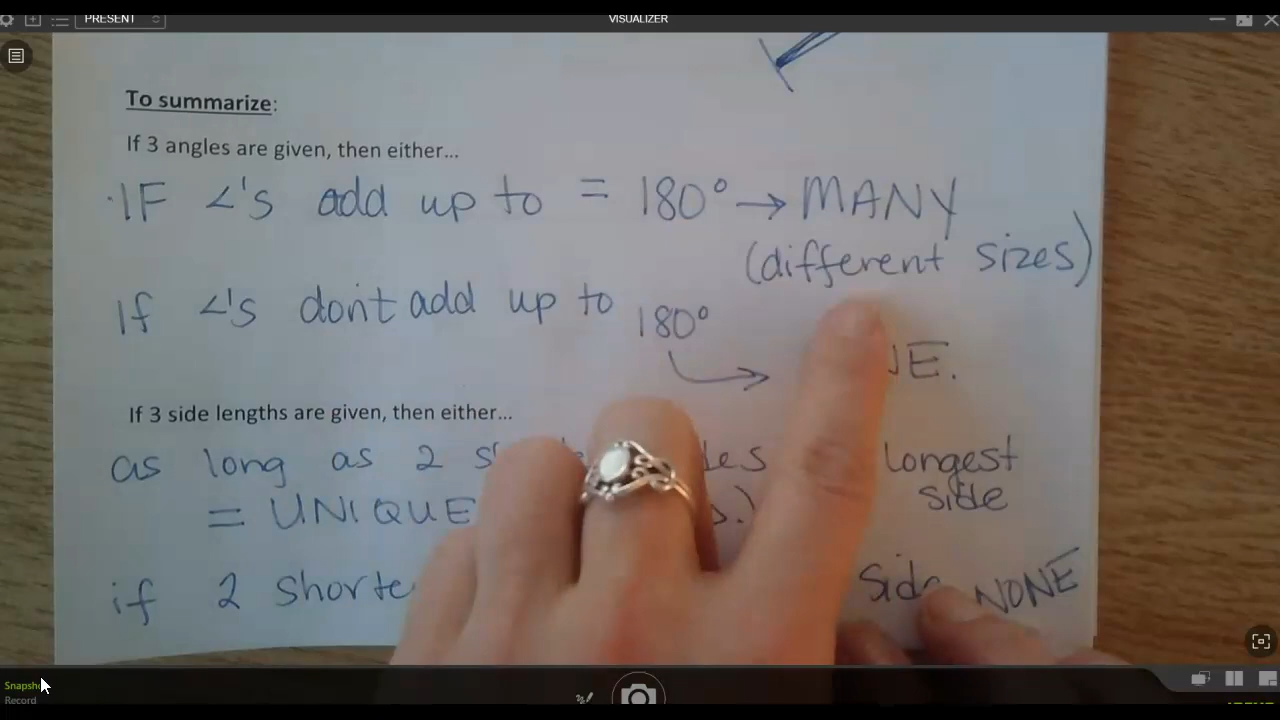 PRESENT
VISUALIZER
To summarize:
If 3 angles are given, then either...
IF ∠'s add up to = 180° → MANY
(different sizes)
If ∠'s don't add up to 180°
If 3 side lengths are given, then either...
as long as 2 longest
side
= UNIQUE
if 2 side NONE
Record